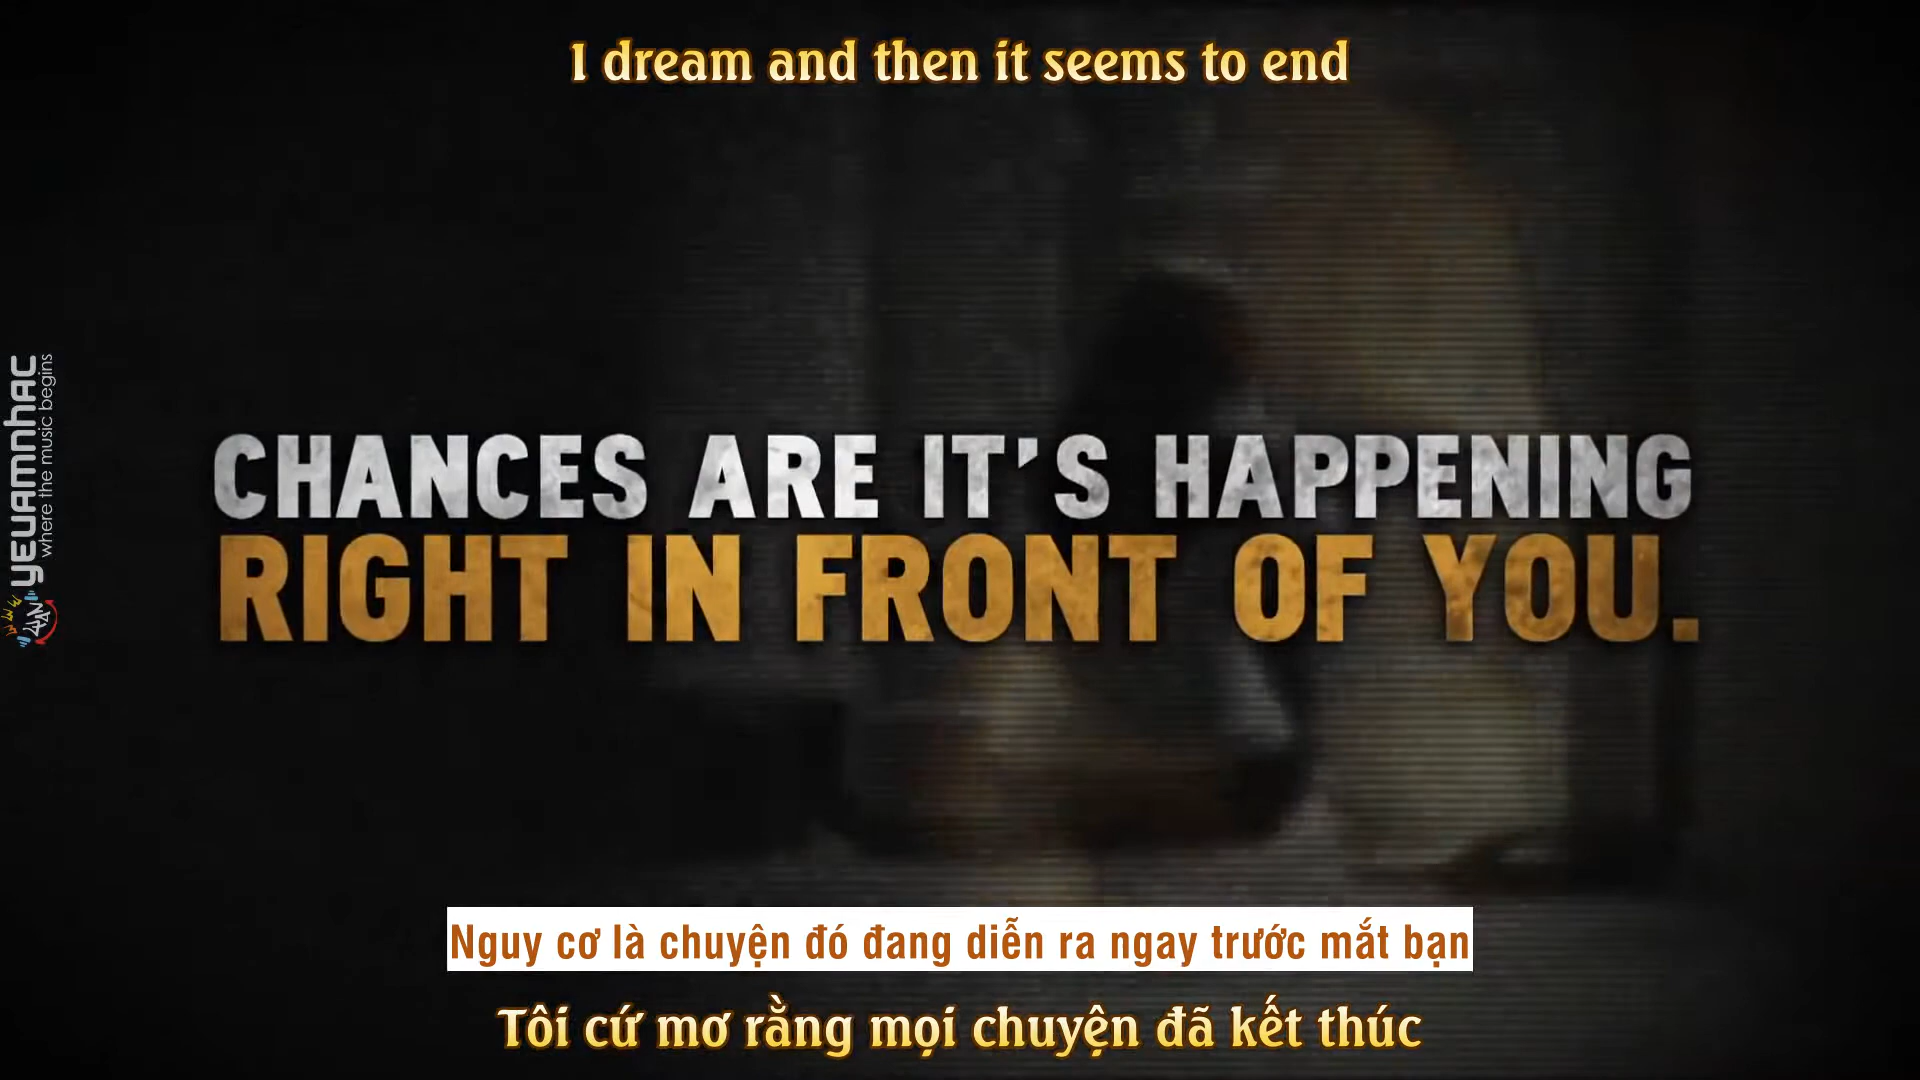 I dream and then it seems to end
CHANCES ARE IT'S HAPPENING
RIGHT IN FRONT OF YOU.
YEUAMNHAC
where the music begins
Nguy cơ là chuyện đó đang diễn ra ngay trước mắt bạn
Tôi cứ mơ rằng mọi chuyện đã kết thúc